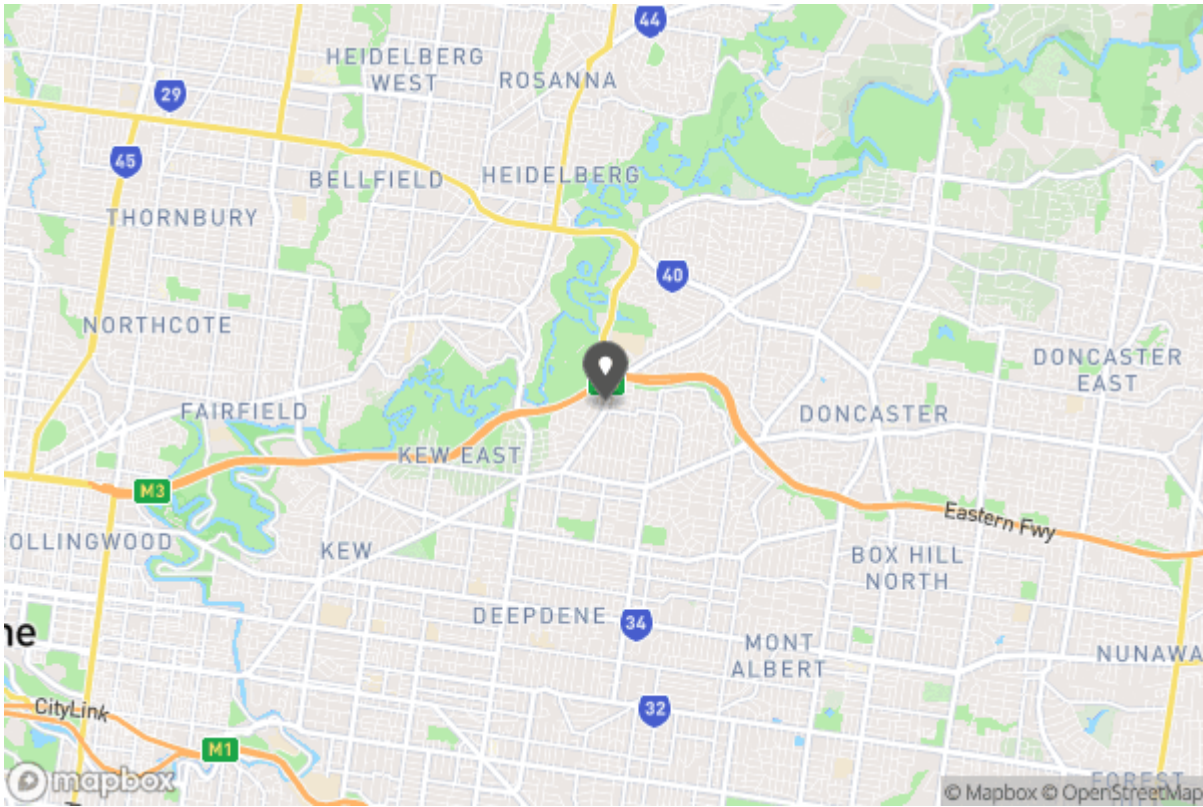 44
HEIDELBERG
WEST
ROSANNA
29
45
BELLFIELD
HEIDELBERG
THORNBURY
40
NORTHCOTE
DONCASTER
EAST
FAIRFIELD
DONCASTER
KEW EAST
M3
Eastern Fwy
OLLINGWOOD
KEW
BOX HILL
NORTH
DEEPDENE
34
ne
MONT
ALBERT
NUNAWA
CityLink
32
M1
mapbox
FOREST
© Mapbox © OpenStreetMap